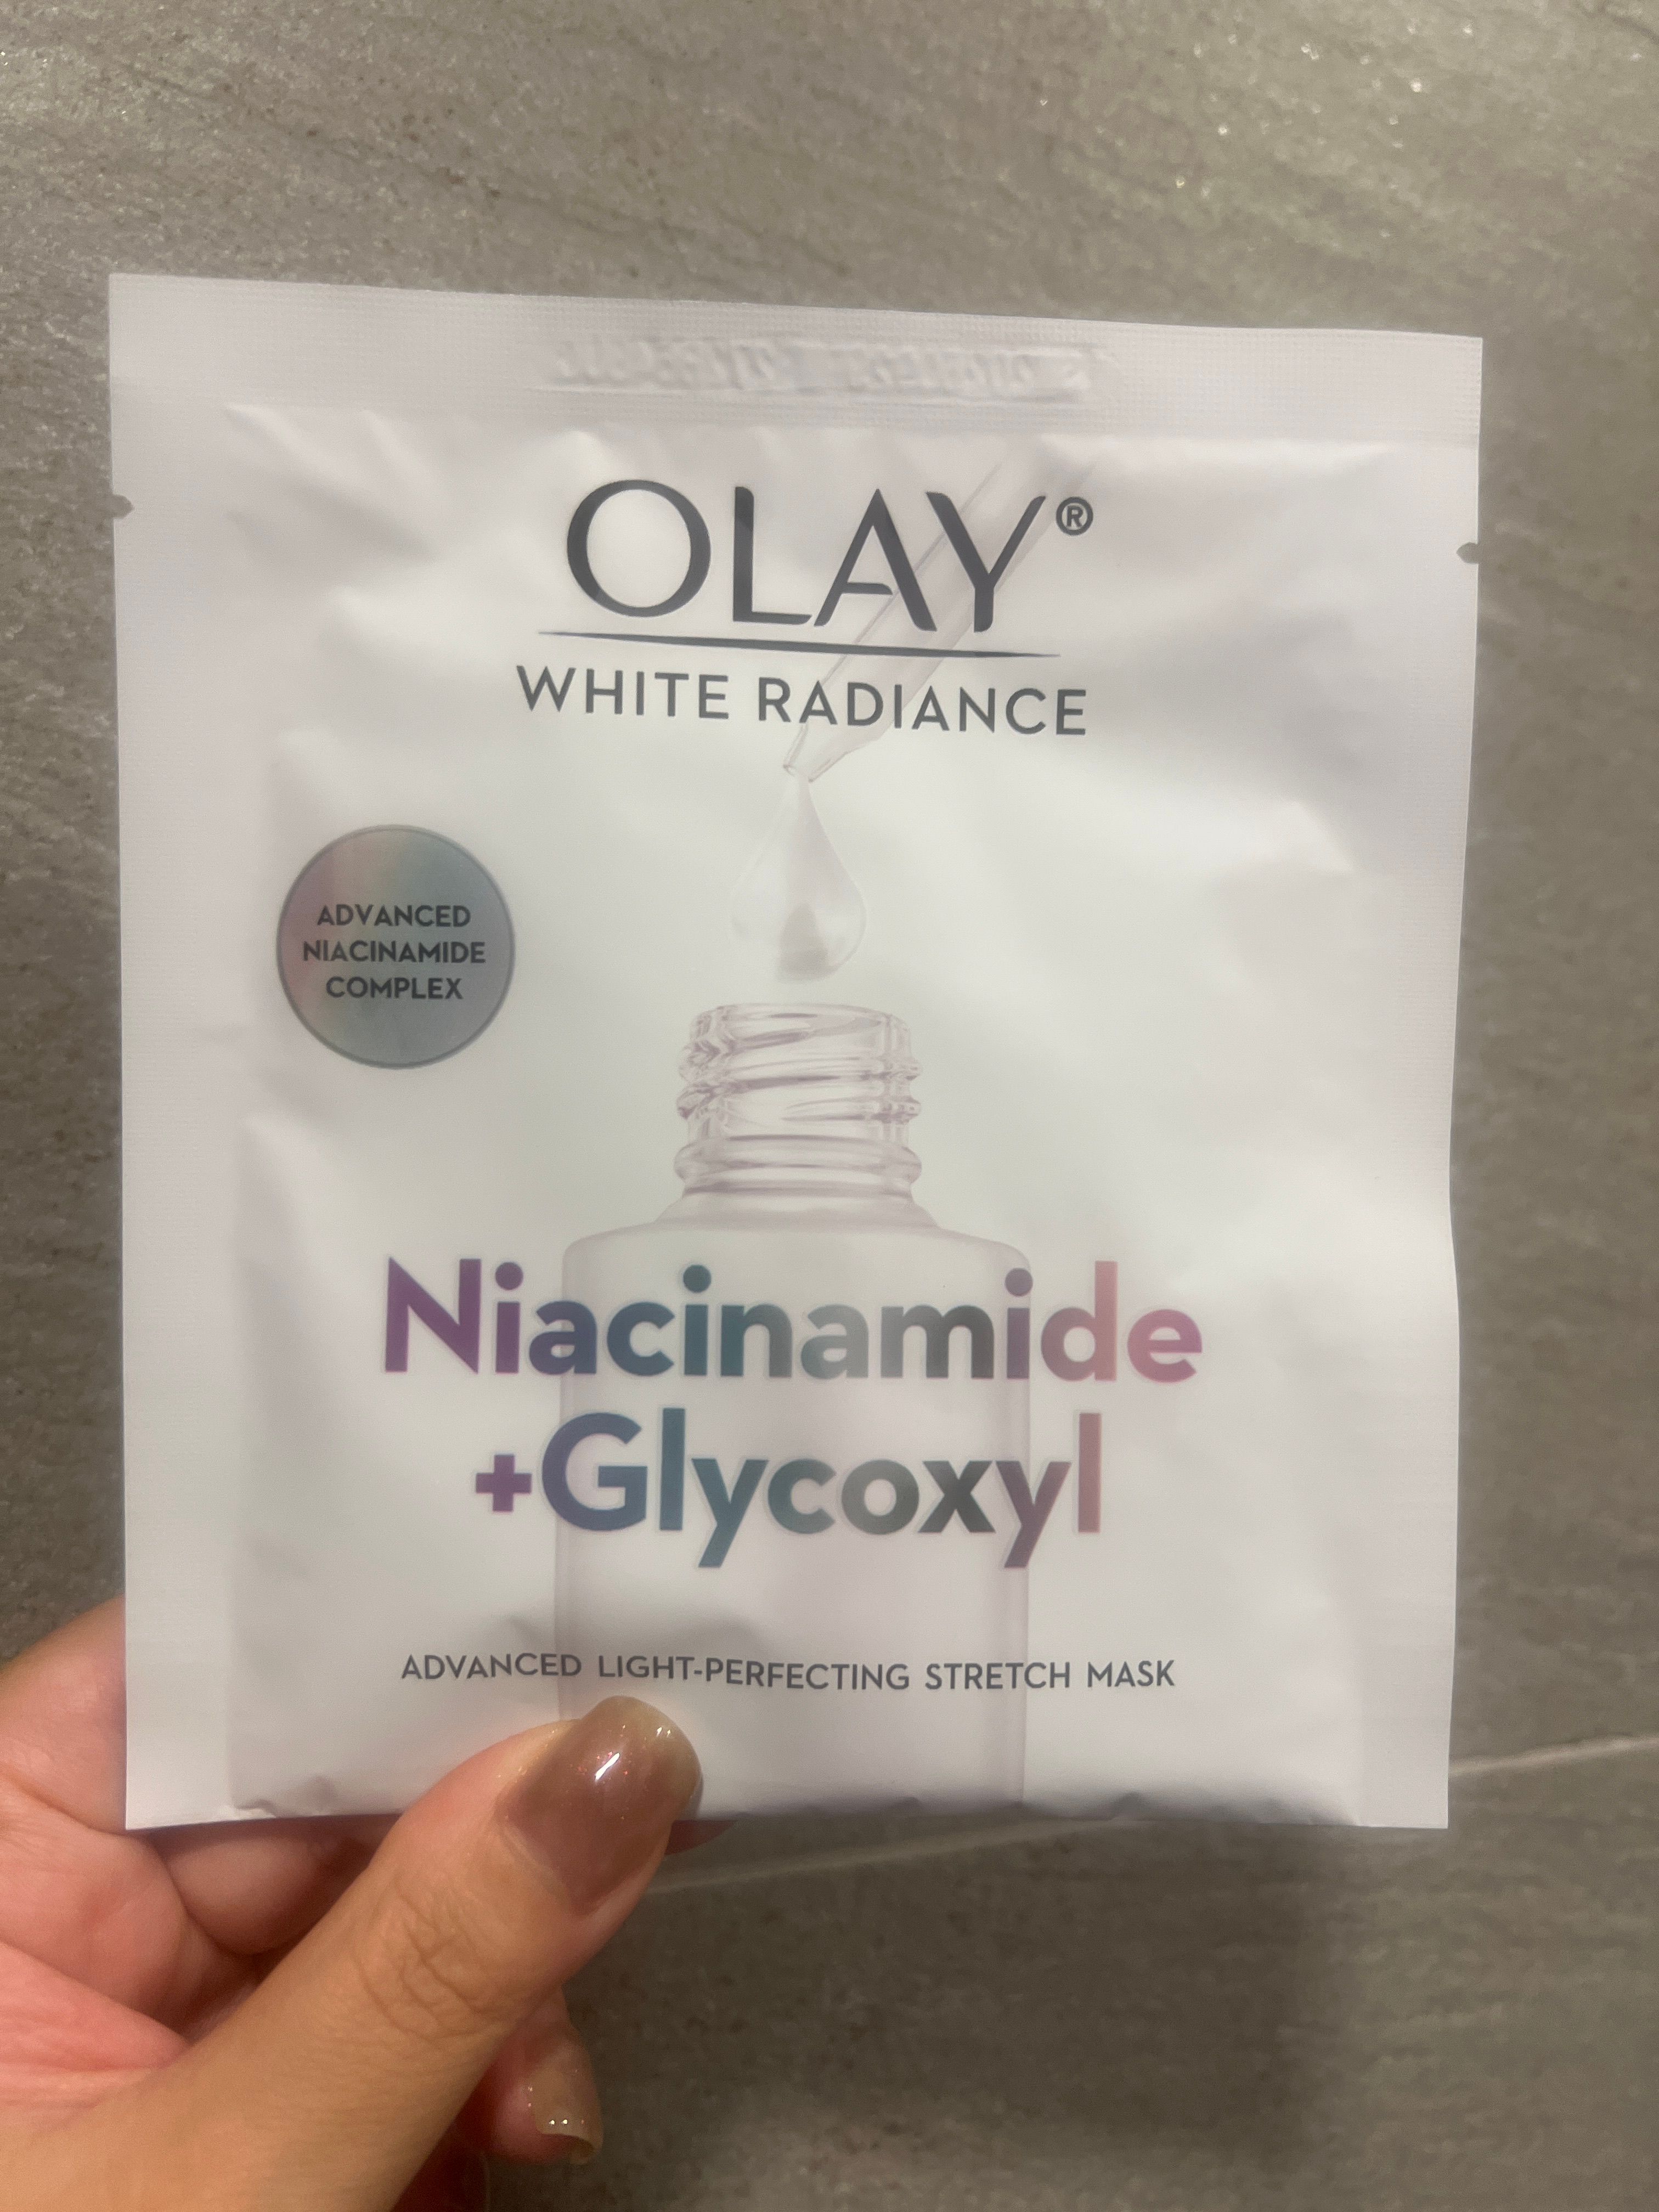 OLAY®
WHITE RADIANCE
ADVANCED
NIACINAMIDE
COMPLEX
Niacinamide
+Glycoxyl
ADVANCED LIGHT-PERFECTING STRETCH MASK